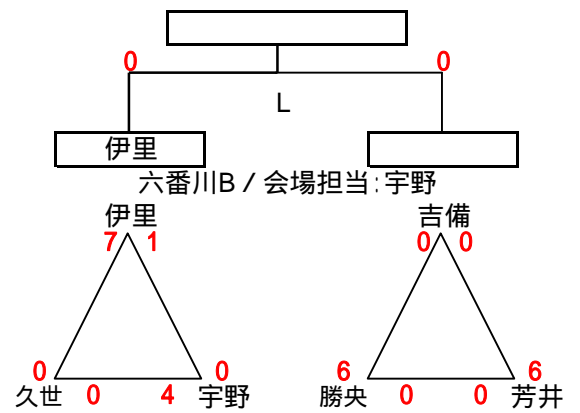 0 0
L
伊里
六番川B / 会場担当:宇野
伊里 吉備
7 1 0 0
0 0 6 6
久世 0 4 宇野 勝央 0 0 芳井